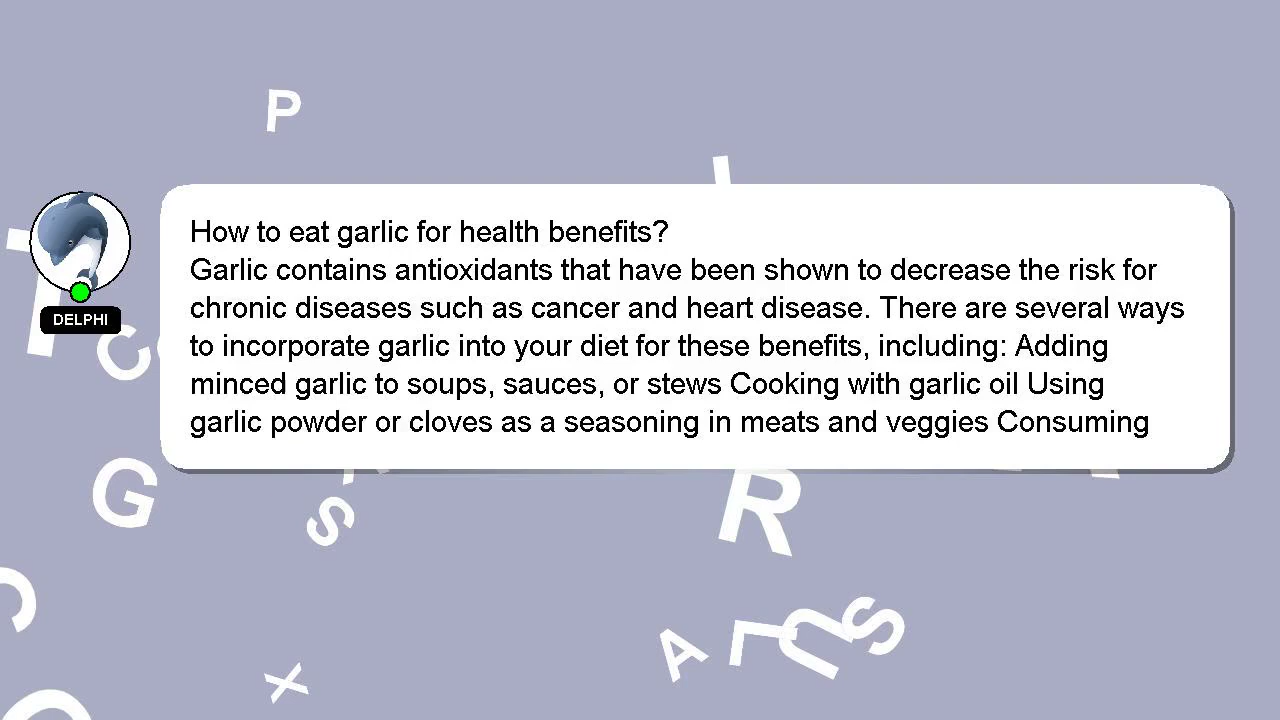 P
How to eat garlic for health benefits?
Garlic contains antioxidants that have been shown to decrease the risk for
chronic diseases such as cancer and heart disease. There are several ways
to incorporate garlic into your diet for these benefits, including: Adding
minced garlic to soups, sauces, or stews Cooking with garlic oil Using
garlic powder or cloves as a seasoning in meats and veggies Consuming
DELPHI
C
G
S
R
A
L
U
S
X